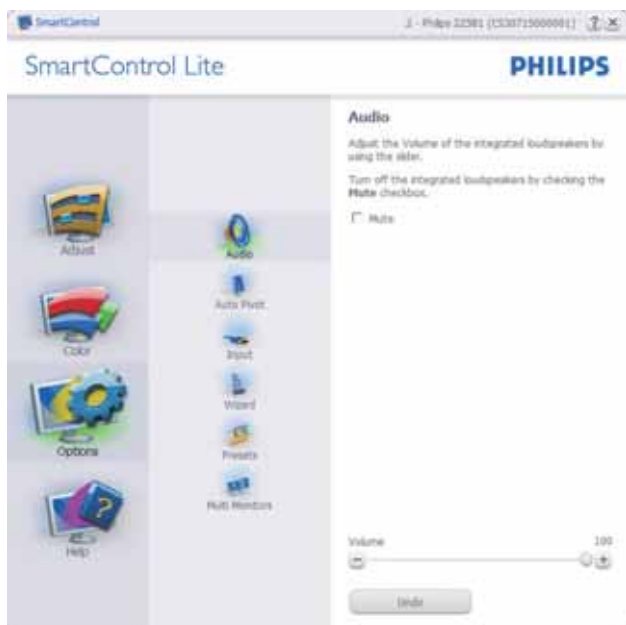 SmartControl
SmartControl Lite
PHILIPS
Adjust
Color
Options
Help
Audio
Auto Pivot
Input
Wizard
Presets
Multi Monitors
Audio
Adjust the Volume of the integrated loudspeakers by
using the slider.
Turn off the integrated loudspeakers by checking the
Mute checkbox.
Mute
Volume 100
Undo